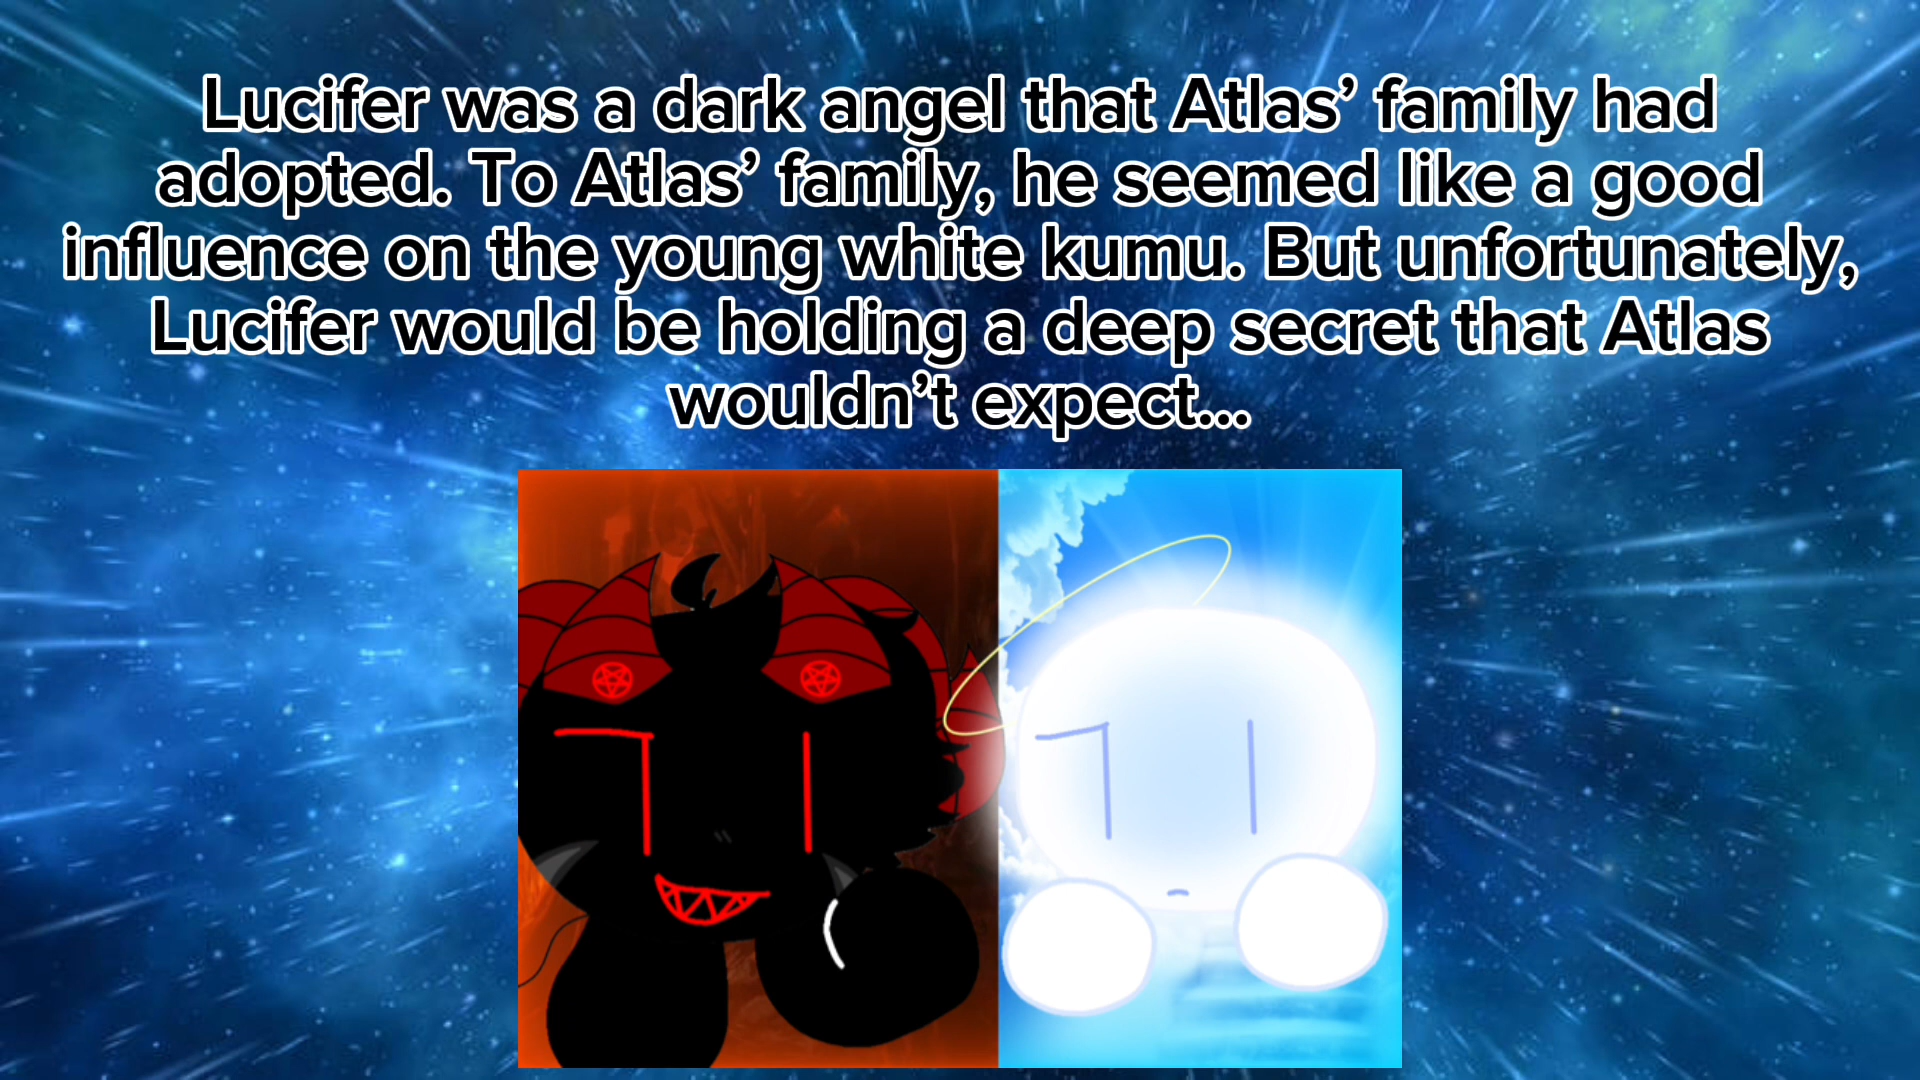 Lucifer was a dark angel that Atlas’ family had
adopted. To Atlas’ family, he seemed like a good
influence on the young white kumu. But unfortunately,
Lucifer would be holding a deep secret that Atlas
wouldn’t expect...